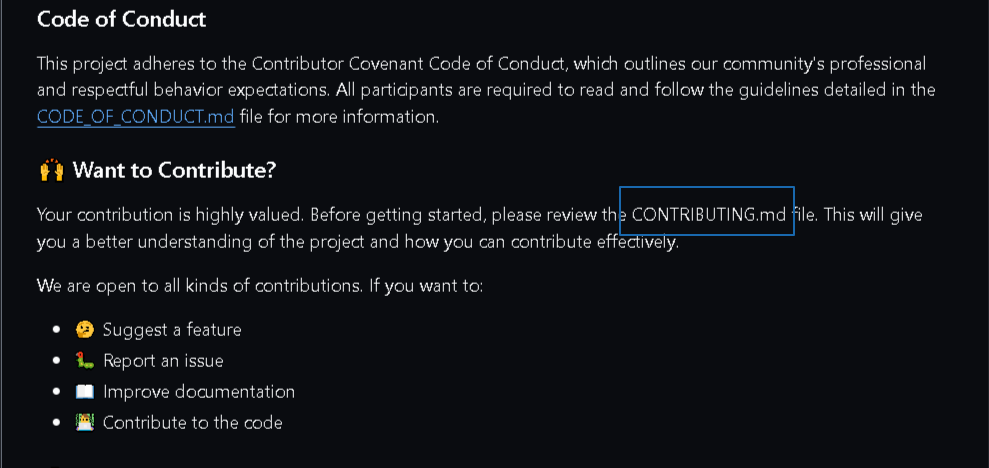 Code of Conduct
This project adheres to the Contributor Covenant Code of Conduct, which outlines our community's professional
and respectful behavior expectations. All participants are required to read and follow the guidelines detailed in the
CODE_OF_CONDUCT.md file for more information.
🙌 Want to Contribute?
Your contribution is highly valued. Before getting started, please review the CONTRIBUTING.md file. This will give
you a better understanding of the project and how you can contribute effectively.
We are open to all kinds of contributions. If you want to:
• 🤔 Suggest a feature
• 🐛 Report an issue
• 📖 Improve documentation
• 👨‍💻 Contribute to the code